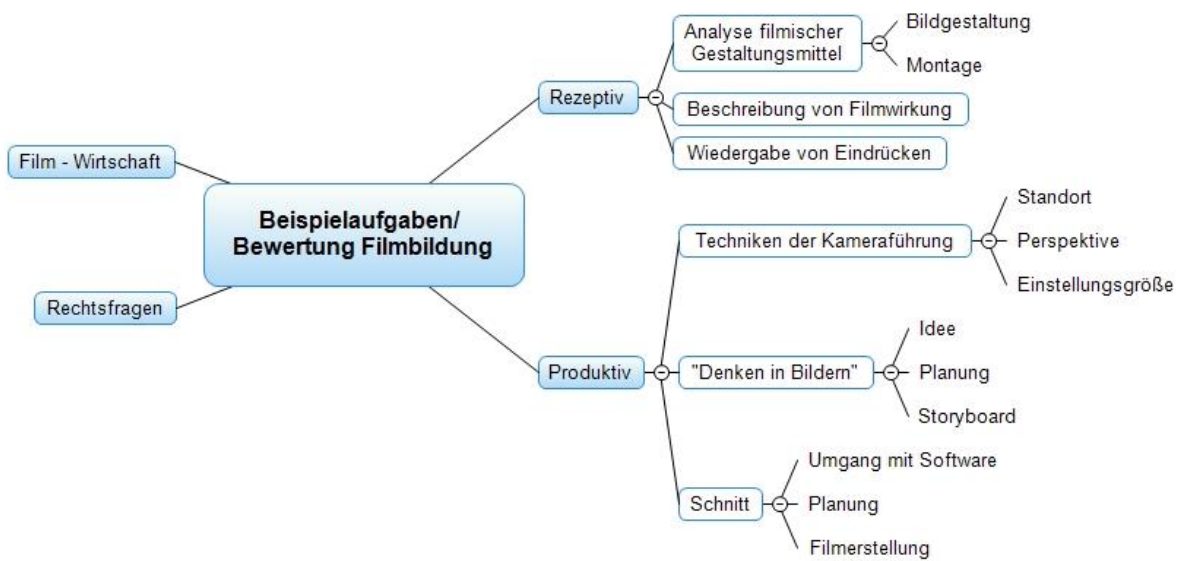 Film - Wirtschaft
Rechtsfragen
Beispielaufgaben/
Bewertung Filmbildung
Rezeptiv
Analyse filmischer
Gestaltungsmittel
Bildgestaltung
Montage
Beschreibung von Filmwirkung
Wiedergabe von Eindrücken
Produktiv
Techniken der Kameraführung
Standort
Perspektive
Einstellungsgröße
"Denken in Bildern"
Idee
Planung
Storyboard
Schnitt
Umgang mit Software
Planung
Filmerstellung